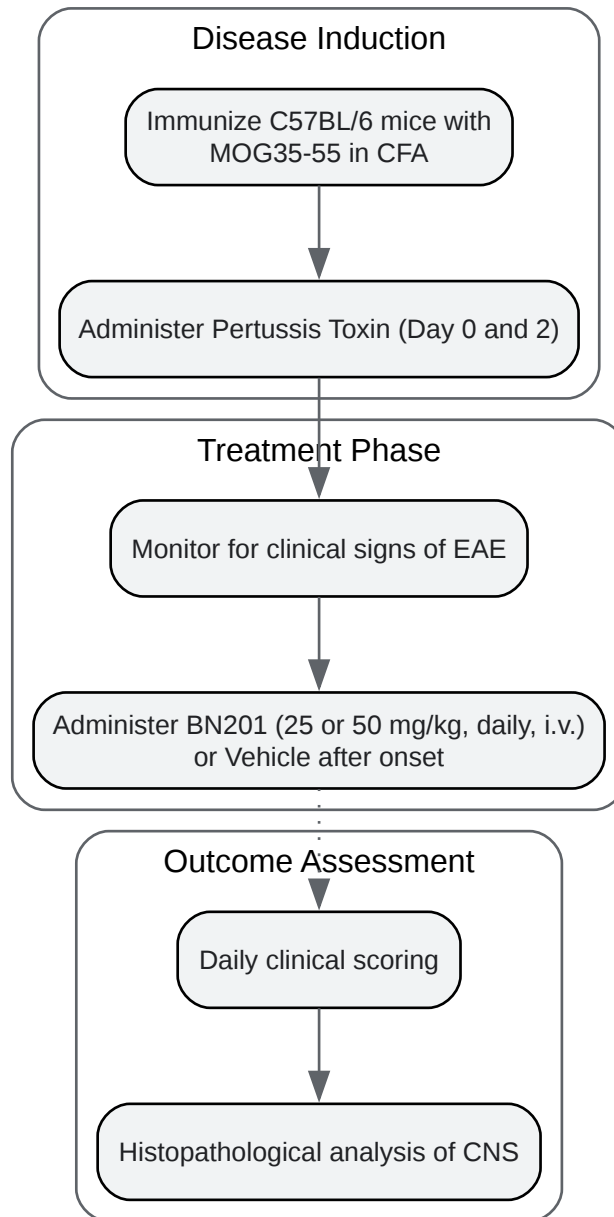 Disease Induction
Immunize C57BL/6 mice with
MOG35-55 in CFA
Administer Pertussis Toxin (Day 0 and 2)
Treatment Phase
Monitor for clinical signs of EAE
Administer BN201 (25 or 50 mg/kg, daily, i.v.)
or Vehicle after onset
Outcome Assessment
Daily clinical scoring
Histopathological analysis of CNS